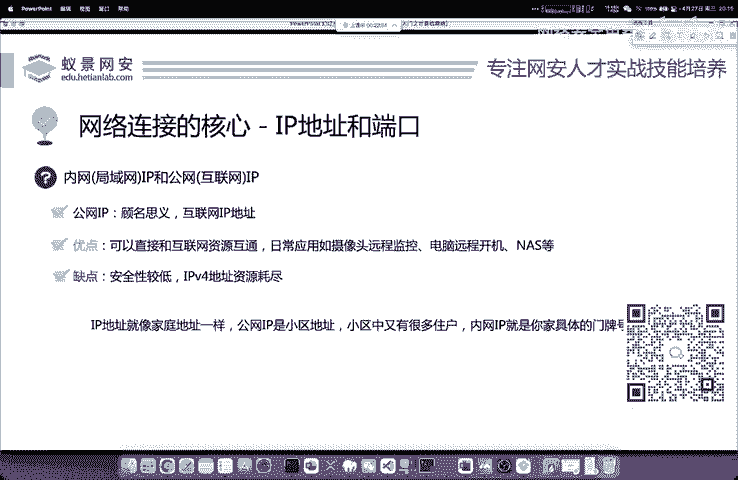 PowerPoint 编辑 视图 窗口 帮助
蚁景网安
edu.hetianlab.com
专注网安人才实战技能培养
网络连接的核心 - IP地址和端口
? 内网(局域网)IP和公网(互联网)IP
公网IP：顾名思义，互联网IP地址
优点：可以直接和互联网资源互通，日常应用如摄像头远程监控、电脑远程开机、NAS等
缺点：安全性较低，IPv4地址资源耗尽
IP地址就像家庭地址一样，公网IP是小区地址，小区中又有很多住户，内网IP就是你家具体的门牌号